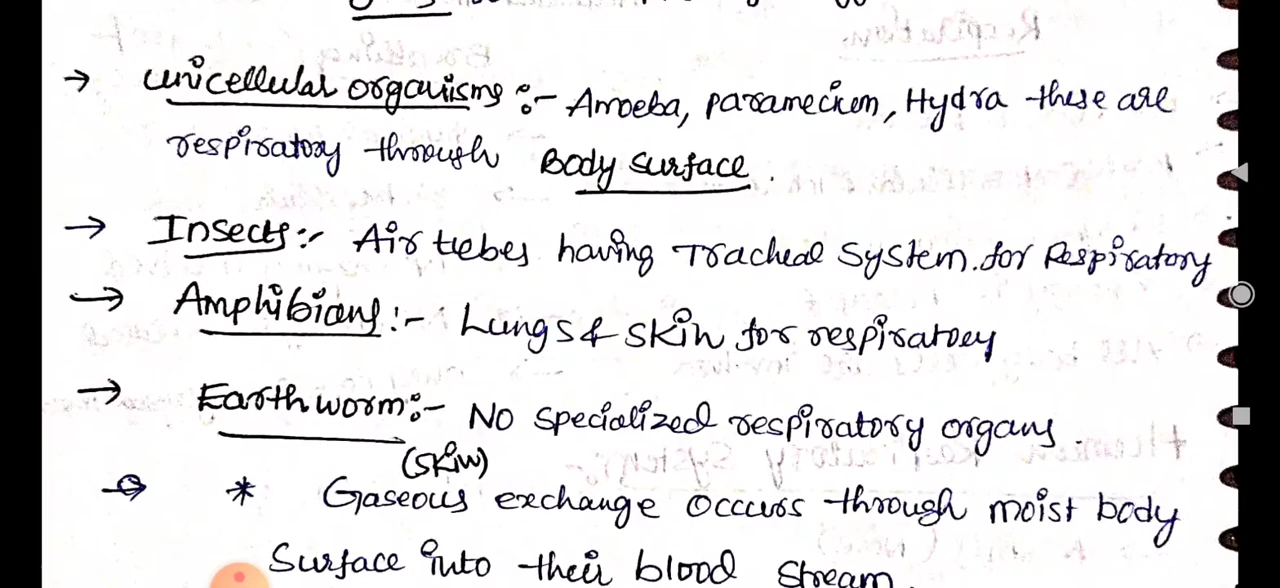 → unicellular organisms :- Amoeba, paramecium, Hydra these are
respiratory through Body surface.
→ Insects :- Air tubes having Tracheal System for Respiratory
→ Amphibians :- Lungs & skin for respiratory
→ Earthworm :- No specialized respiratory organs.
(skin)
→ * Gaseous exchange occurs through moist body
Surface into their blood stream.